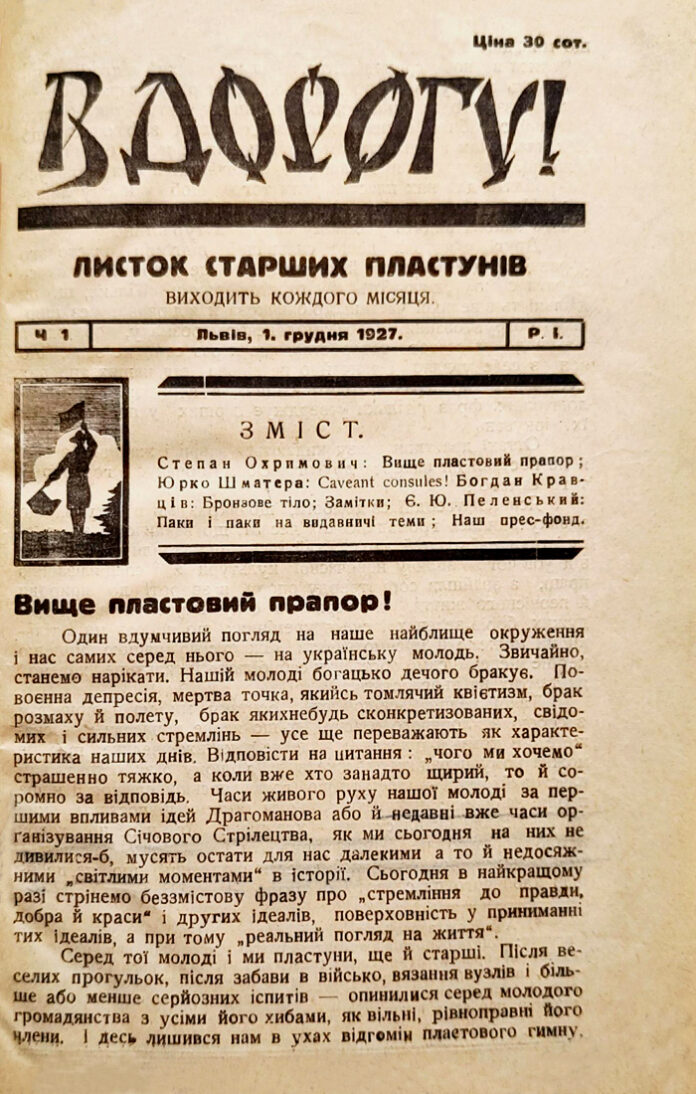 Ціна 30 сот.
В ДОРОГУ!
ЛИСТОК СТАРШИХ ПЛАСТУНІВ
ВИХОДИТЬ КОЖДОГО МІСЯЦЯ.
Ч 1
Львів, 1. грудня 1927.
Р. І.
ЗМІСТ.
Степан Охримович: Вище пластовий прапор;
Юрко Шматера: Caveant consules! Богдан Крав-
ців: Бронзове тіло; Замітки; Є. Ю. Пеленський:
Паки і паки на видавничі теми; Наш прес-фонд.
Вище пластовий прапор!
Один вдумчивий погляд на наше найблище окруження
і нас самих серед нього — на українську молодь. Звичайно,
станемо нарікати. Нашій молоді богацько дечого бракує. По-
воєнна депресія, мертва точка, якийсь томлячий квієтизм, брак
розмаху й полету, брак якихнебудь сконкретизованих, свідо-
мих і сильних стремлінь — усе ще переважають як характе-
ристика наших днів. Відповісти на питання: „чого ми хочемо“
страшенно тяжко, а коли вже хто занадто щирий, то й со-
ромно за відповідь. Часи живого руху нашої молоді за пер-
шими впливами ідей Драгоманова або й недавні вже часи ор-
ґанізування Січового Стрілецтва, як ми сьогодня на них не
дивилися-б, мусять остати для нас далекими а то й недосяж-
ними „світлими моментами“ в історії. Сьогодня в найкращому
разі стрінемо беззмістову фразу про „стремління до правди,
добра й краси“ і других ідеалів, поверховність у приниманні
тих ідеалів, а при тому „реальний погляд на життя“.
Серед тої молоді і ми пластуни, ще й старші. Після ве-
селих прогульок, після забави в військо, вязання вузлів і біль-
ше або менше серйозних іспитів — опинилися серед молодого
громадянства з усіми його хибами, як вільні, рівноправні його
члени. І десь лишився нам в ухах відгомін пластового гимну,